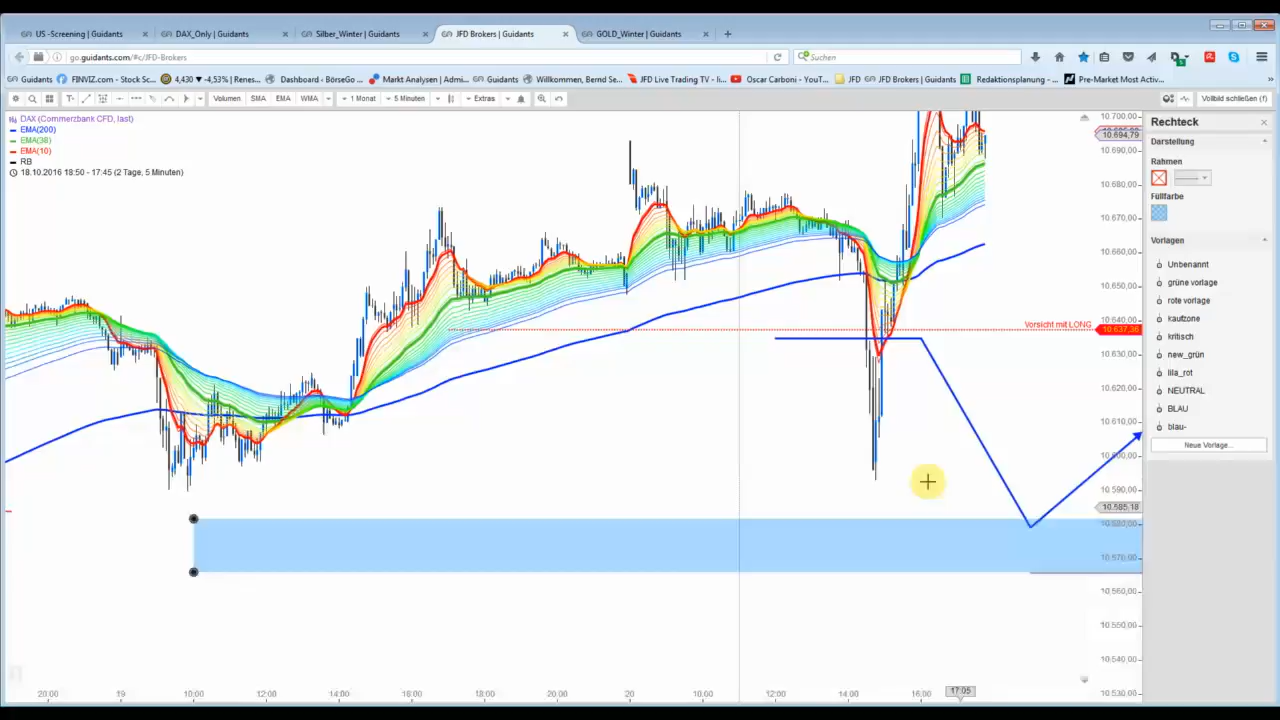 US -Screening | Guidants × DAX_Only | Guidants × Silber_Winter | Guidants × JFD Brokers | Guidants × GOLD_Winter | Guidants ×
go.guidants.com/#c/JFD-Brokers Suchen
Guidants FINVIZ.com - Stock Sc... 4,430 ▾ -4,53% | Renes... Dashboard ‹ BörseGo ... Markt Analysen | Admi... Guidants Willkommen, Bernd Se... JFD Live Trading TV - li... Oscar Carboni - YouT... JFD JFD Brokers | Guidants Redaktionsplanung - ... Pre-Market Most Activ...
Volumen SMA EMA WMA 1 Monat 5 Minuten Extras Vollbild schließen (f)
DAX (Commerzbank CFD, last)
EMA(200)
EMA(38)
EMA(10)
RB
18.10.2016 18:50 - 17:45 (2 Tage, 5 Minuten)
10.700,00
10.694,79
10.690,00
10.680,00
10.670,00
10.660,00
10.650,00
10.640,00
Vorsicht mit LONG 10.637,36
10.630,00
10.620,00
10.610,00
10.600,00
10.590,00
10.585,18
10.580,00
10.570,00
10.560,00
10.550,00
10.540,00
10.530,00
20:00 19 10:00 12:00 14:00 16:00 18:00 20:00 20 10:00 12:00 14:00 16:00 17:05
Rechteck ×
Darstellung
Rahmen
Füllfarbe
Vorlagen
Unbenannt
grüne vorlage
rote vorlage
kaufzone
kritisch
new_grün
lila_rot
NEUTRAL
BLAU
blau-
Neue Vorlage...